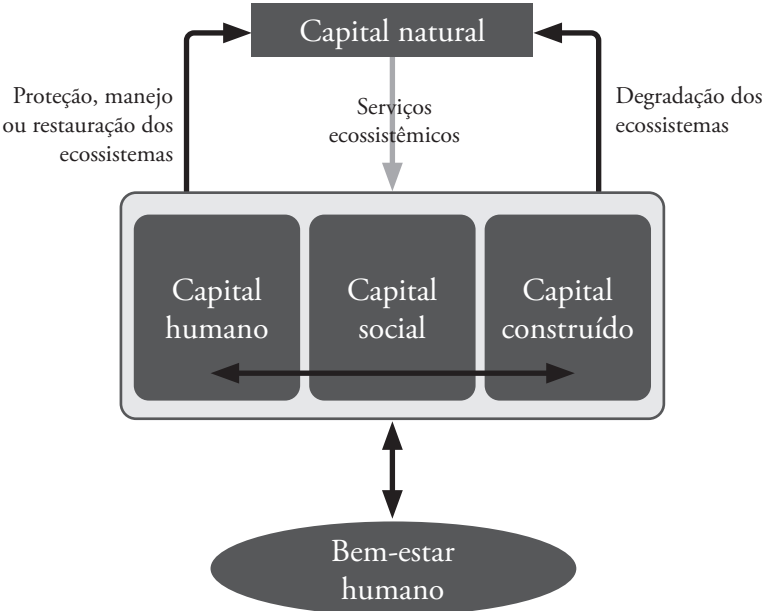 Capital natural
Proteção, manejo
ou restauração dos
ecossistemas
Serviços
ecossistêmicos
Degradação dos
ecossistemas
Capital
humano
Capital
social
Capital
construído
Bem-estar
humano